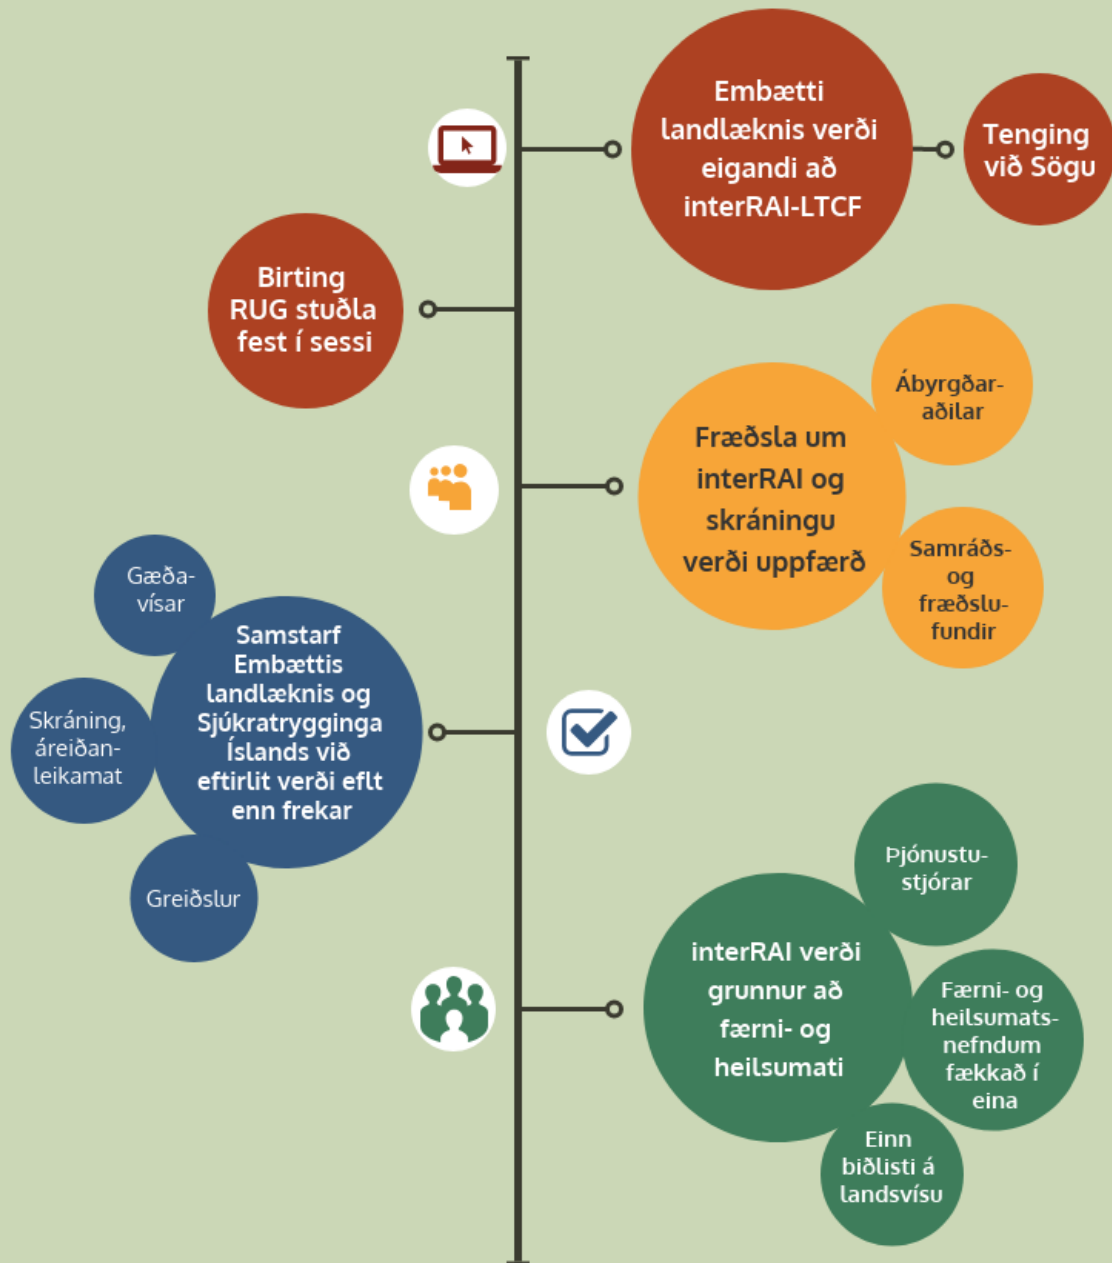 Embætti
landlæknis verði
eigandi að
interRAI-LTCF
Tenging
við Sögu
Birting
RUG stuðla
fest í sessi
Fræðsla um
interRAI og
skráningu
verði uppfærð
Ábyrgðar-
aðilar
Samráðs-
og
fræðslu-
fundir
Samstarf
Embættis
landlæknis og
Sjúkratrygginga
Íslands við
eftirlit verði eflt
enn frekar
Gæða-
vísar
Skráning,
áreiðan-
leikamat
Greiðslur
interRAI verði
grunnur að
færni- og
heilsumati
Þjónustu-
stjórar
Færni- og
heilsumats-
nefndum
fækkað í
eina
Einn
biðlisti á
landsvísu